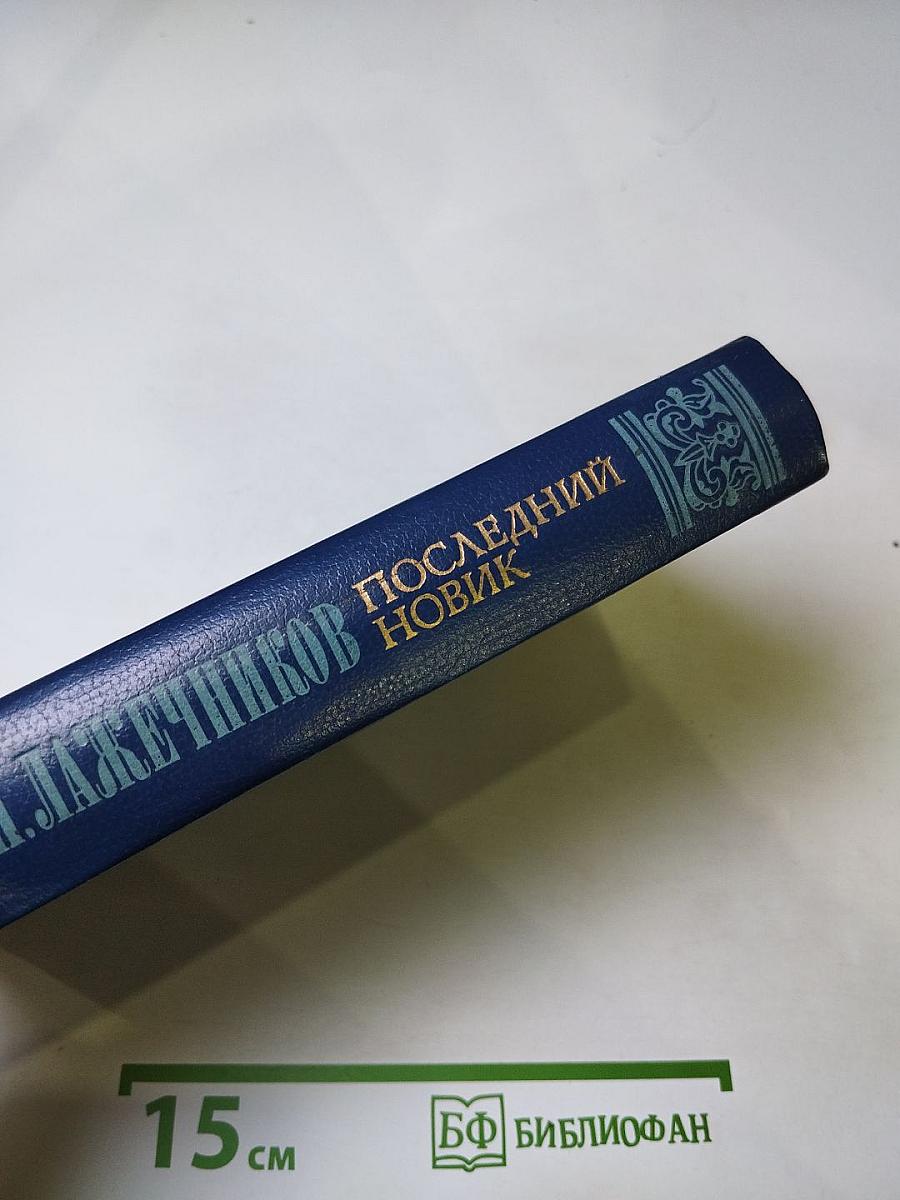 И.ЛАЖЕЧНИКОВ
ПОСЛЕДНИЙ
НОВИК
15 см
БФ БИБЛИОФАН